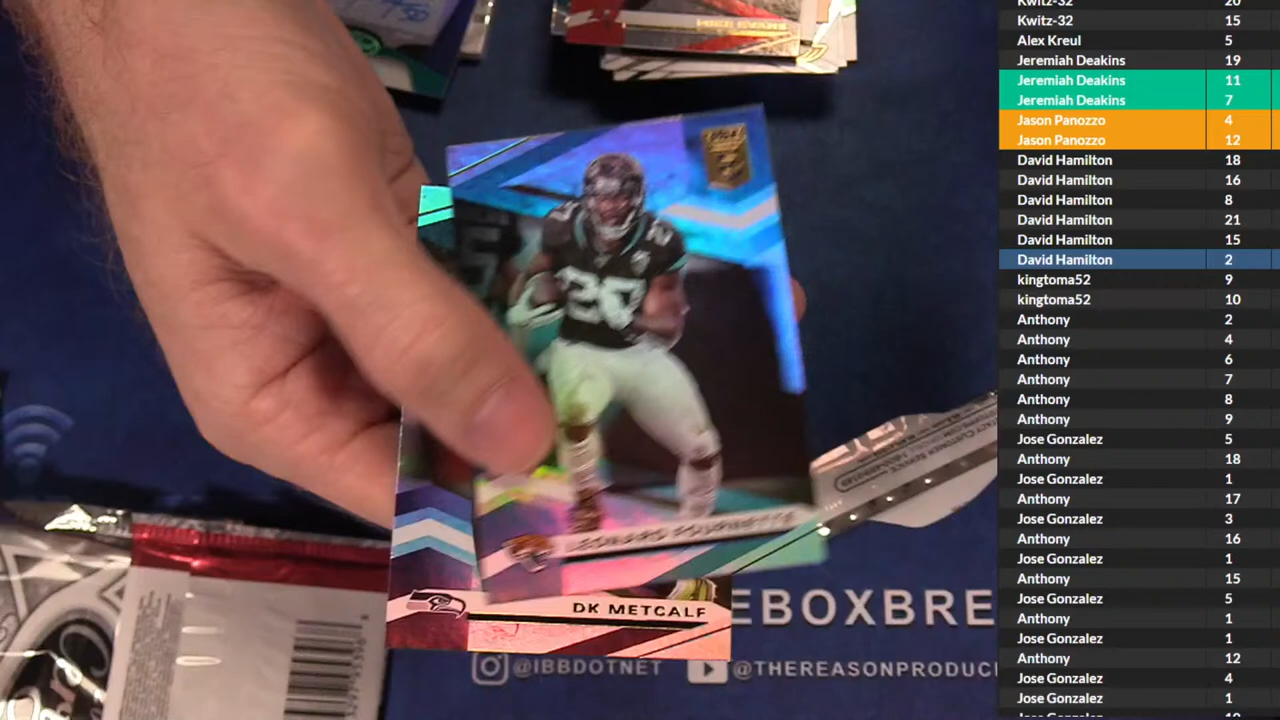 Kwitz-32 20
Kwitz-32 15
Alex Kreul 5
Jeremiah Deakins 19
Jeremiah Deakins 11
Jeremiah Deakins 7
Jason Panozzo 4
Jason Panozzo 12
David Hamilton 18
David Hamilton 16
David Hamilton 8
David Hamilton 21
David Hamilton 15
David Hamilton 2
kingtoma52 9
kingtoma52 10
Anthony 2
Anthony 4
Anthony 6
Anthony 7
Anthony 8
Anthony 9
Jose Gonzalez 5
Anthony 18
Jose Gonzalez 1
Anthony 17
Jose Gonzalez 3
Anthony 16
Jose Gonzalez 1
Anthony 15
Jose Gonzalez 5
Anthony 1
Jose Gonzalez 1
Anthony 12
Jose Gonzalez 4
Jose Gonzalez 1
20
LEONARD FOURNETTE
DK METCALF
EBOXBRE
@IBBDOTNET
@THEREASONPRODUC